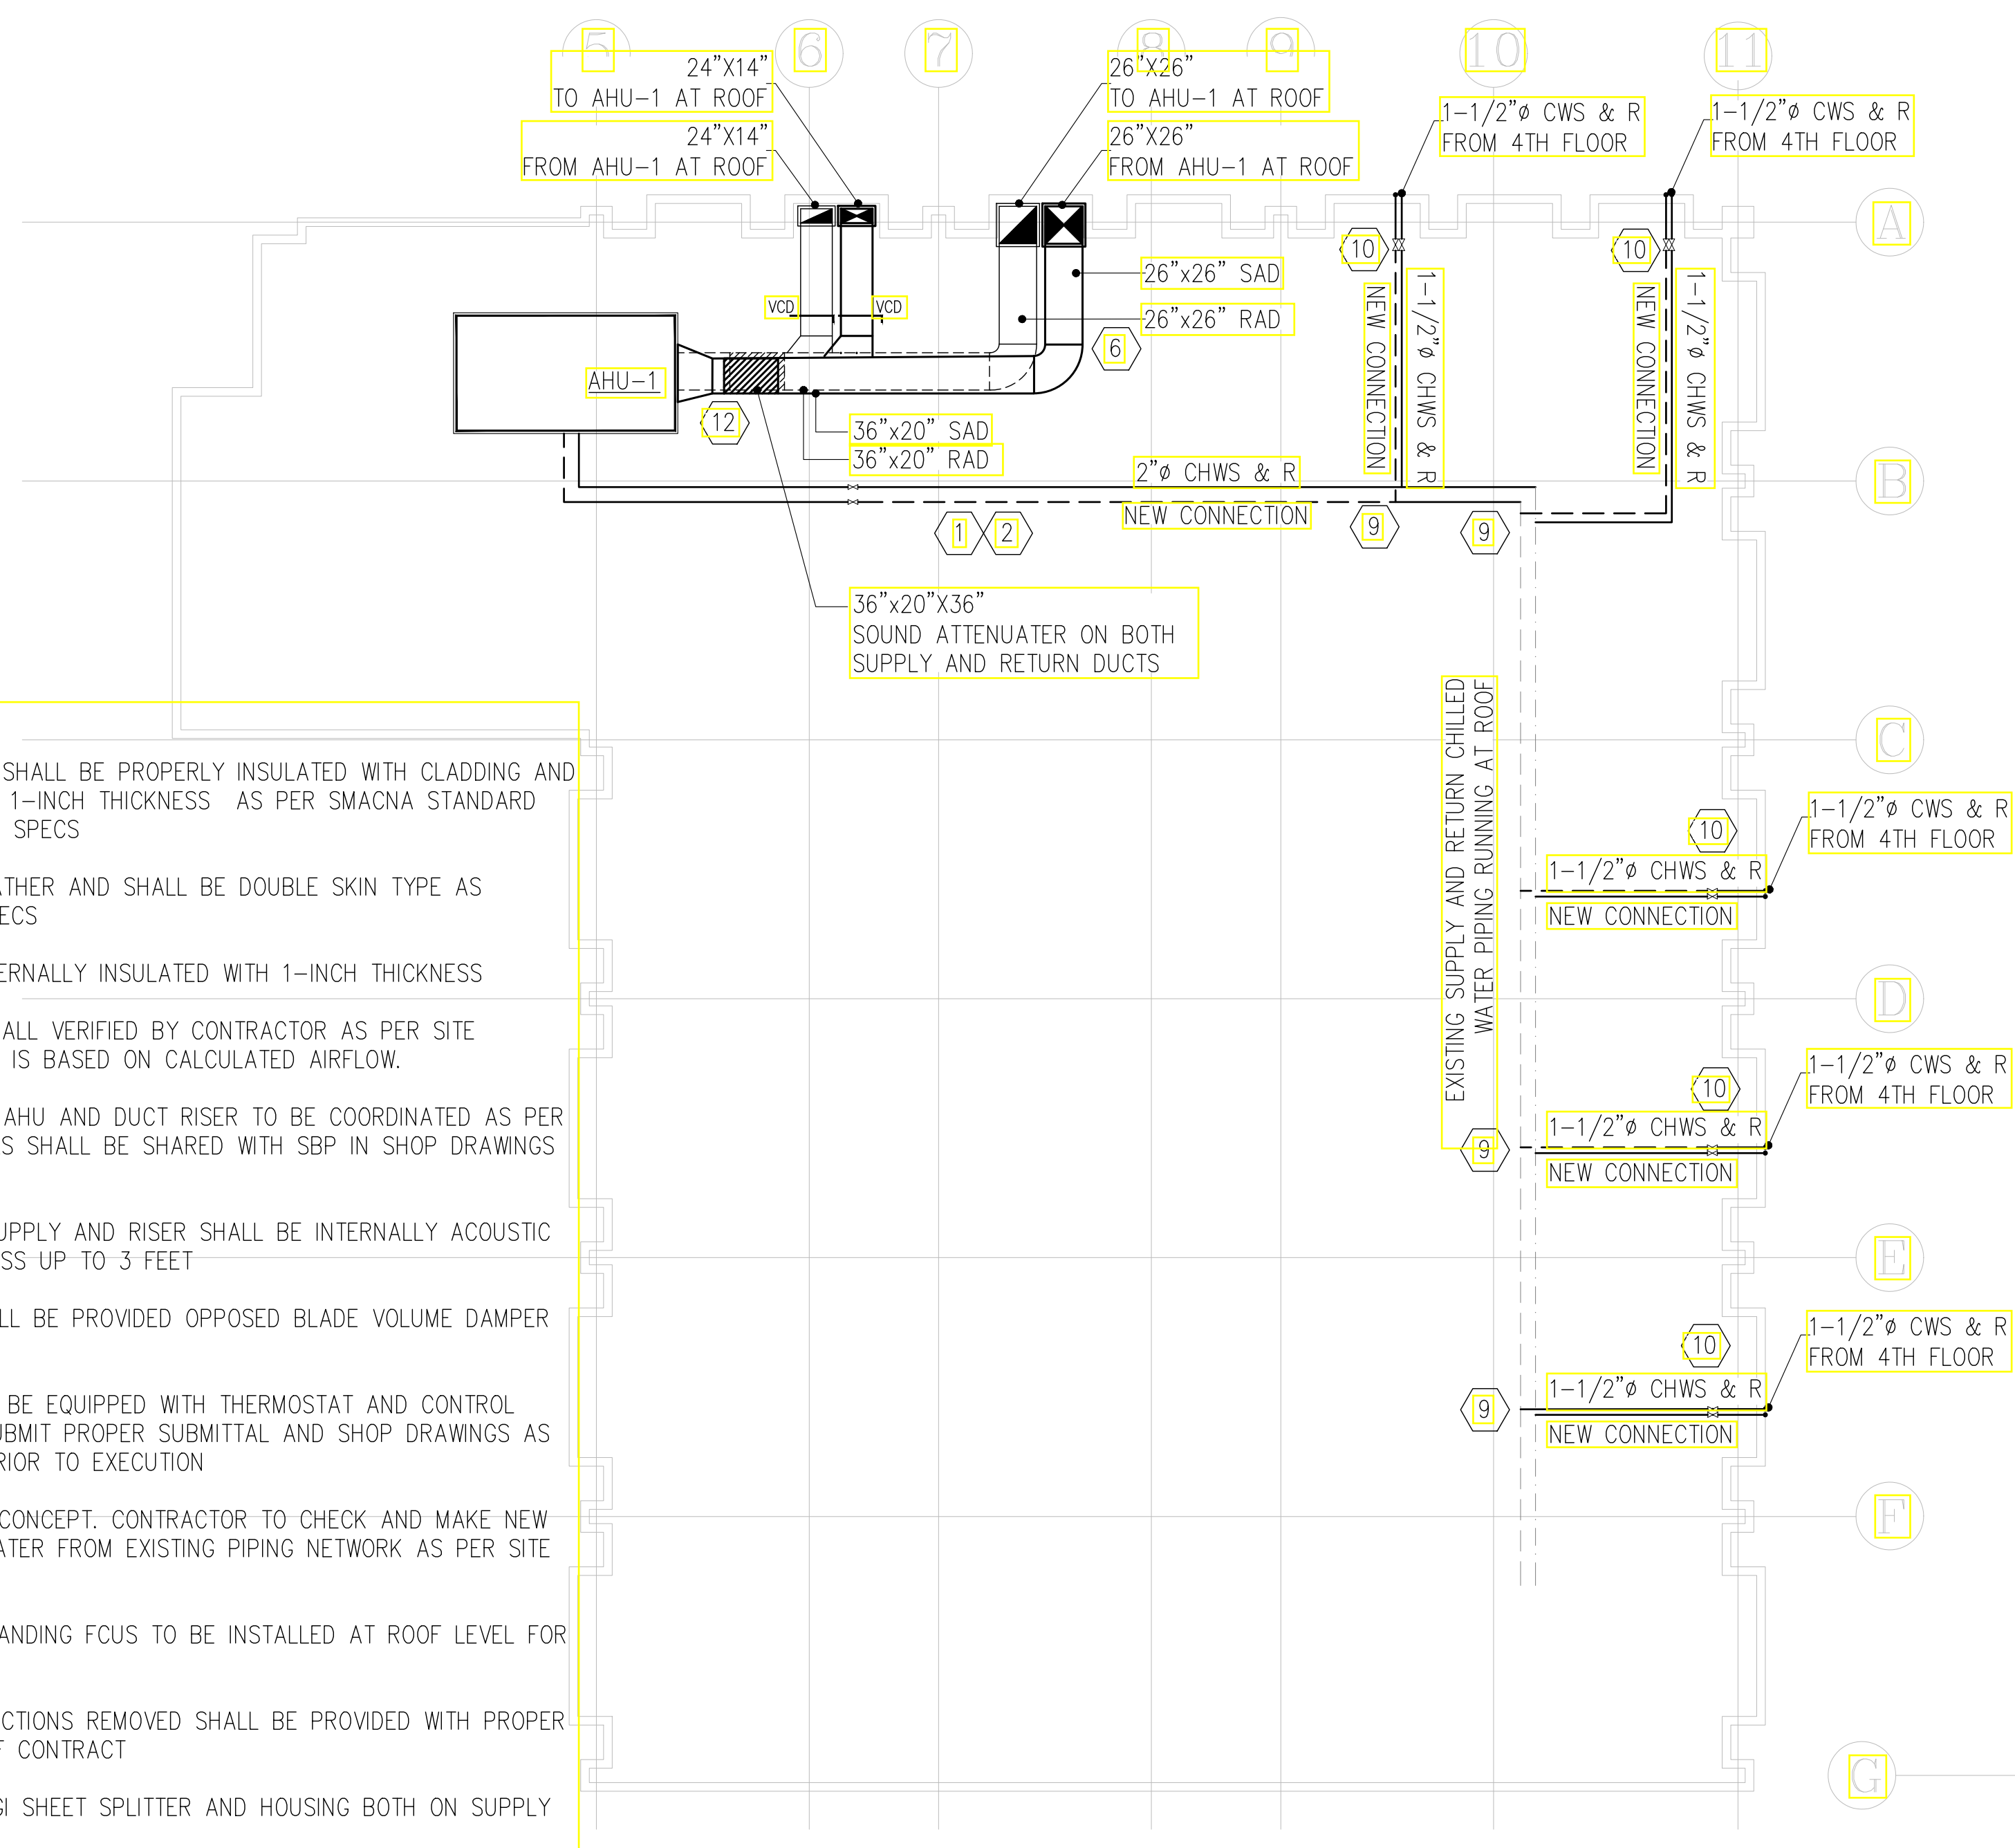 5
6
7
8
9
10
11
24"X14"
TO AHU-1 AT ROOF
24"X14"
FROM AHU-1 AT ROOF
26"X26"
TO AHU-1 AT ROOF
26"X26"
FROM AHU-1 AT ROOF
1-1/2"ø CWS & R
FROM 4TH FLOOR
1-1/2"ø CWS & R
FROM 4TH FLOOR
A
10
10
26"x26" SAD
26"x26" RAD
VCD
VCD
6
NEW CONNECTION
1-1/2"ø CHWS & R
NEW CONNECTION
1-1/2"ø CHWS & R
AHU-1
12
36"x20" SAD
36"x20" RAD
2"ø CHWS & R
NEW CONNECTION
B
1
2
9
9
36"x20"X36"
SOUND ATTENUATER ON BOTH
SUPPLY AND RETURN DUCTS
EXISTING SUPPLY AND RETURN CHILLED
WATER PIPING RUNNING AT ROOF
C
10
1-1/2"ø CWS & R
FROM 4TH FLOOR
1-1/2"ø CHWS & R
NEW CONNECTION
D
10
1-1/2"ø CWS & R
FROM 4TH FLOOR
1-1/2"ø CHWS & R
9
NEW CONNECTION
E
10
1-1/2"ø CWS & R
FROM 4TH FLOOR
1-1/2"ø CHWS & R
9
NEW CONNECTION
F
G
SHALL BE PROPERLY INSULATED WITH CLADDING AND
1-INCH THICKNESS AS PER SMACNA STANDARD
SPECS
ATHER AND SHALL BE DOUBLE SKIN TYPE AS
ECS
ERNALLY INSULATED WITH 1-INCH THICKNESS
ALL VERIFIED BY CONTRACTOR AS PER SITE
IS BASED ON CALCULATED AIRFLOW.
AHU AND DUCT RISER TO BE COORDINATED AS PER
S SHALL BE SHARED WITH SBP IN SHOP DRAWINGS
UPPLY AND RISER SHALL BE INTERNALLY ACOUSTIC
SS UP TO 3 FEET
LL BE PROVIDED OPPOSED BLADE VOLUME DAMPER
BE EQUIPPED WITH THERMOSTAT AND CONTROL
UBMIT PROPER SUBMITTAL AND SHOP DRAWINGS AS
RIOR TO EXECUTION
CONCEPT. CONTRACTOR TO CHECK AND MAKE NEW
ATER FROM EXISTING PIPING NETWORK AS PER SITE
ANDING FCUS TO BE INSTALLED AT ROOF LEVEL FOR
CTIONS REMOVED SHALL BE PROVIDED WITH PROPER
F CONTRACT
GI SHEET SPLITTER AND HOUSING BOTH ON SUPPLY